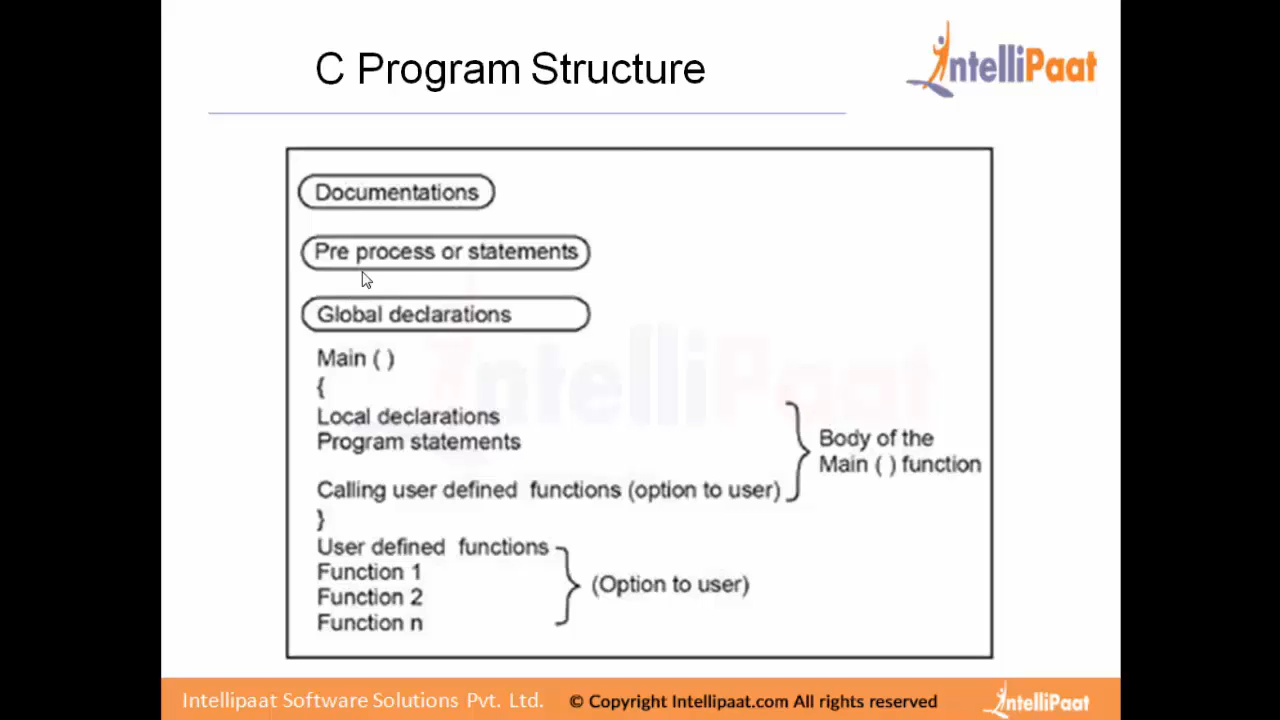 C Program Structure
IntelliPaat
Documentations
Pre process or statements
Global declarations
Main ( )
{
Local declarations
Program statements
Body of the
Main ( ) function
Calling user defined functions (option to user)
}
User defined functions
Function 1
Function 2
Function n
(Option to user)
IntelliPaat
Intellipaat Software Solutions Pvt. Ltd.
© Copyright Intellipaat.com All rights reserved
IntelliPaat